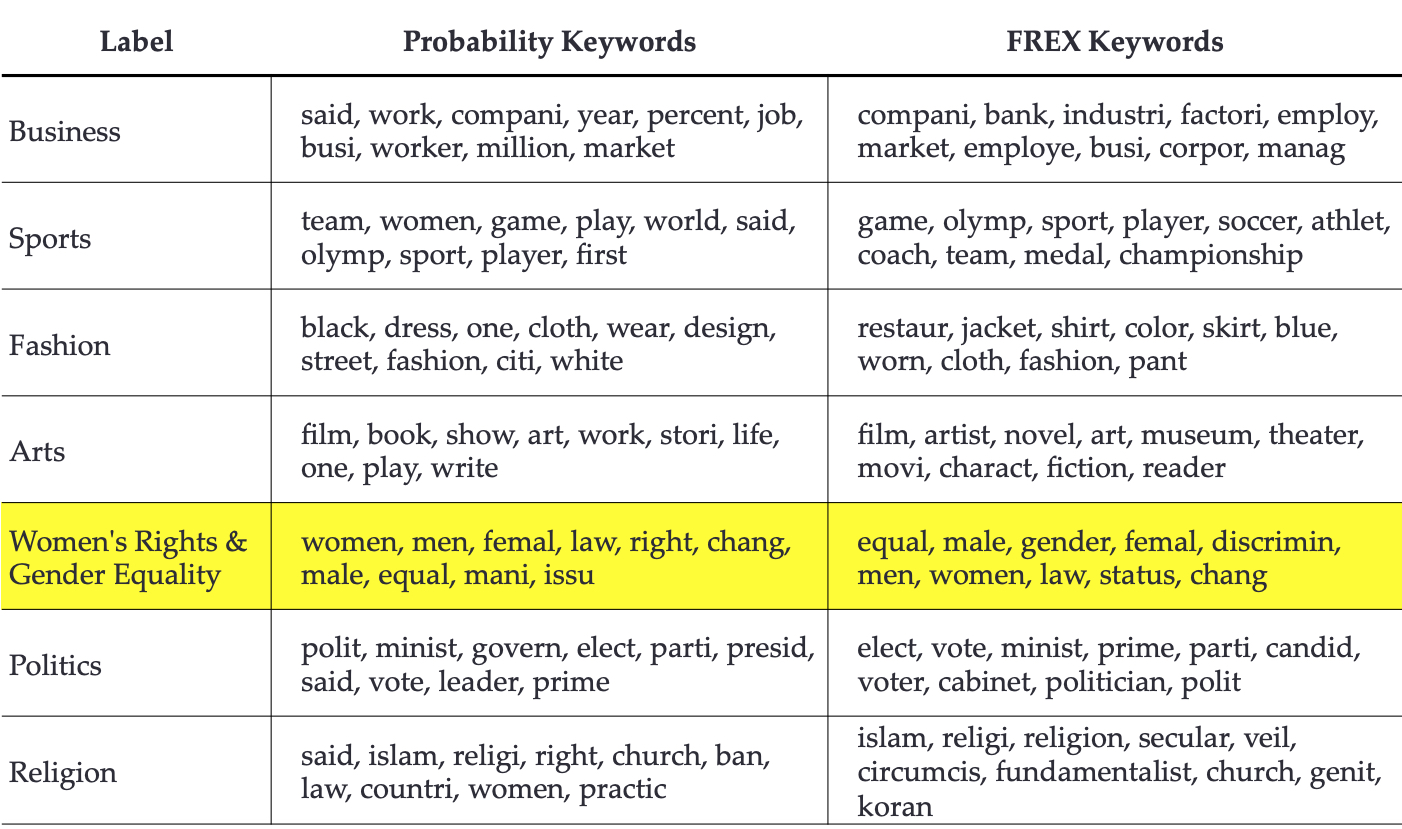 Label Probability Keywords FREX Keywords
Business
said, work, compani, year, percent, job,
busi, worker, million, market
compani, bank, industri, factori, employ,
market, employe, busi, corpor, manag
Sports
team, women, game, play, world, said,
olymp, sport, player, first
game, olymp, sport, player, soccer, athlet,
coach, team, medal, championship
Fashion
black, dress, one, cloth, wear, design,
street, fashion, citi, white
restaur, jacket, shirt, color, skirt, blue,
worn, cloth, fashion, pant
Arts
film, book, show, art, work, stori, life,
one, play, write
film, artist, novel, art, museum, theater,
movi, charact, fiction, reader
Women's Rights &
Gender Equality
women, men, femal, law, right, chang,
male, equal, mani, issu
equal, male, gender, femal, discrimin,
men, women, law, status, chang
Politics
polit, minist, govern, elect, parti, presid,
said, vote, leader, prime
elect, vote, minist, prime, parti, candid,
voter, cabinet, politician, polit
Religion
said, islam, religi, right, church, ban,
law, countri, women, practic
islam, religi, religion, secular, veil,
circumcis, fundamentalist, church, genit,
koran